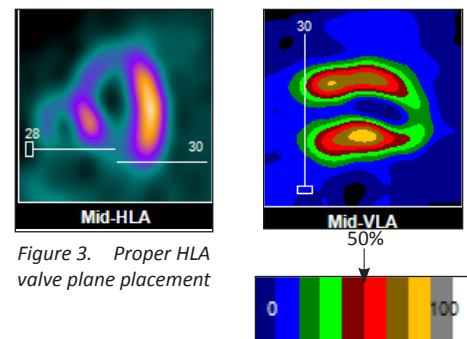 28
30
Mid-HLA
Figure 3. Proper HLA
valve plane placement
30
Mid-VLA
50%
0
100